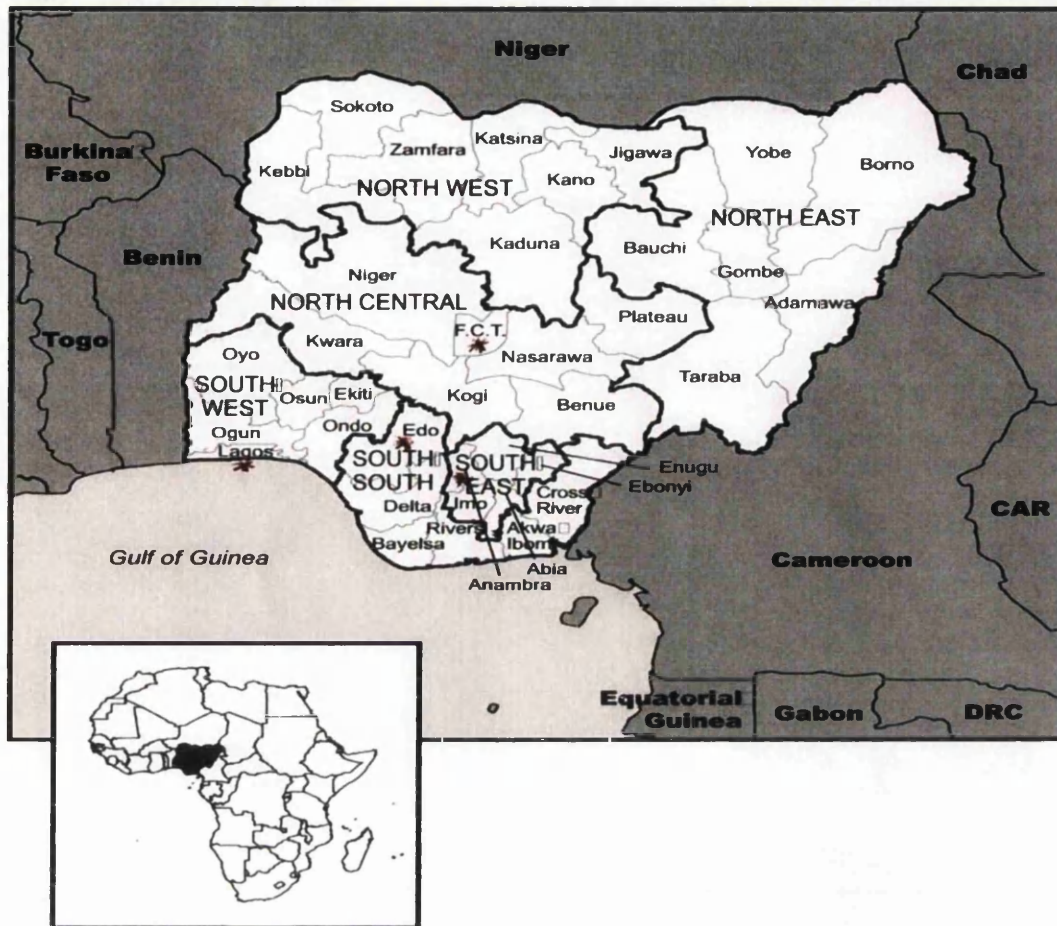 Niger
Chad
Burkina
Faso
Sokoto
Katsina
Zamfara
Jigawa
Yobe
Borno
Kebbi
Kano
NORTH WEST
NORTH EAST
Kaduna
Bauchi
Benin
Gombe
Niger
NORTH CENTRAL
Adamawa
Plateau
Togo
F.C.T.
Kwara
Nasarawa
Oyo
Taraba
SOUTH
WEST
Osun
Ekiti
Kogi
Benue
Ogun
Ondo
Edo
Lagos
SOUTH
SOUTH
SOUTH
EAST
Enugu
Ebonyi
Cross
River
Delta
Imo
Rivers
Akwa
Ibom
Bayelsa
Abia
Anambra
CAR
Gulf of Guinea
Cameroon
Equatorial
Guinea
Gabon
DRC